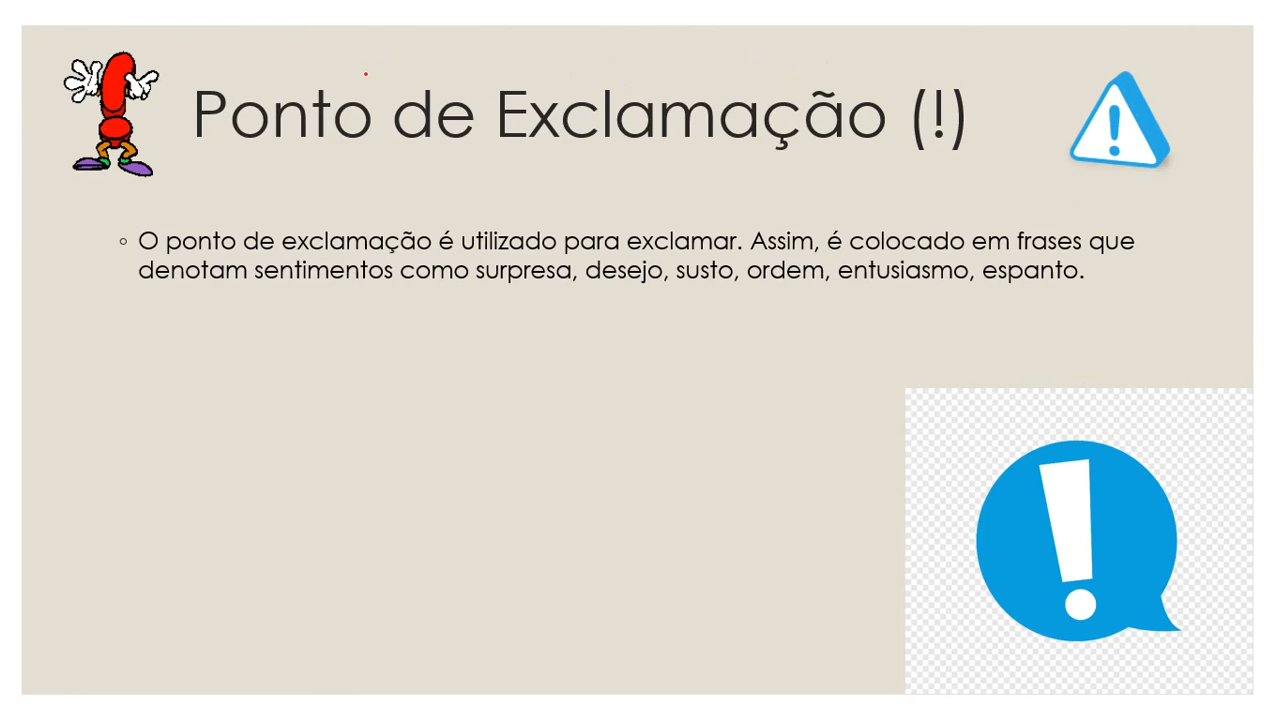 Ponto de Exclamação (!)
◦ O ponto de exclamação é utilizado para exclamar. Assim, é colocado em frases que
denotam sentimentos como surpresa, desejo, susto, ordem, entusiasmo, espanto.